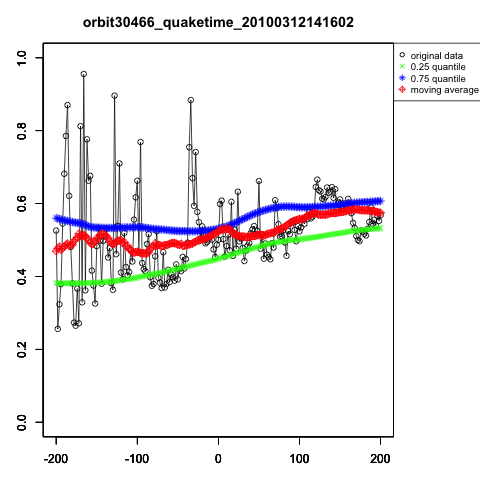 orbit30466_quaketime_20100312141602
original data
0.25 quantile
0.75 quantile
moving average
1.0
0.8
0.6
0.4
0.2
0.0
-200 -100 0 100 200